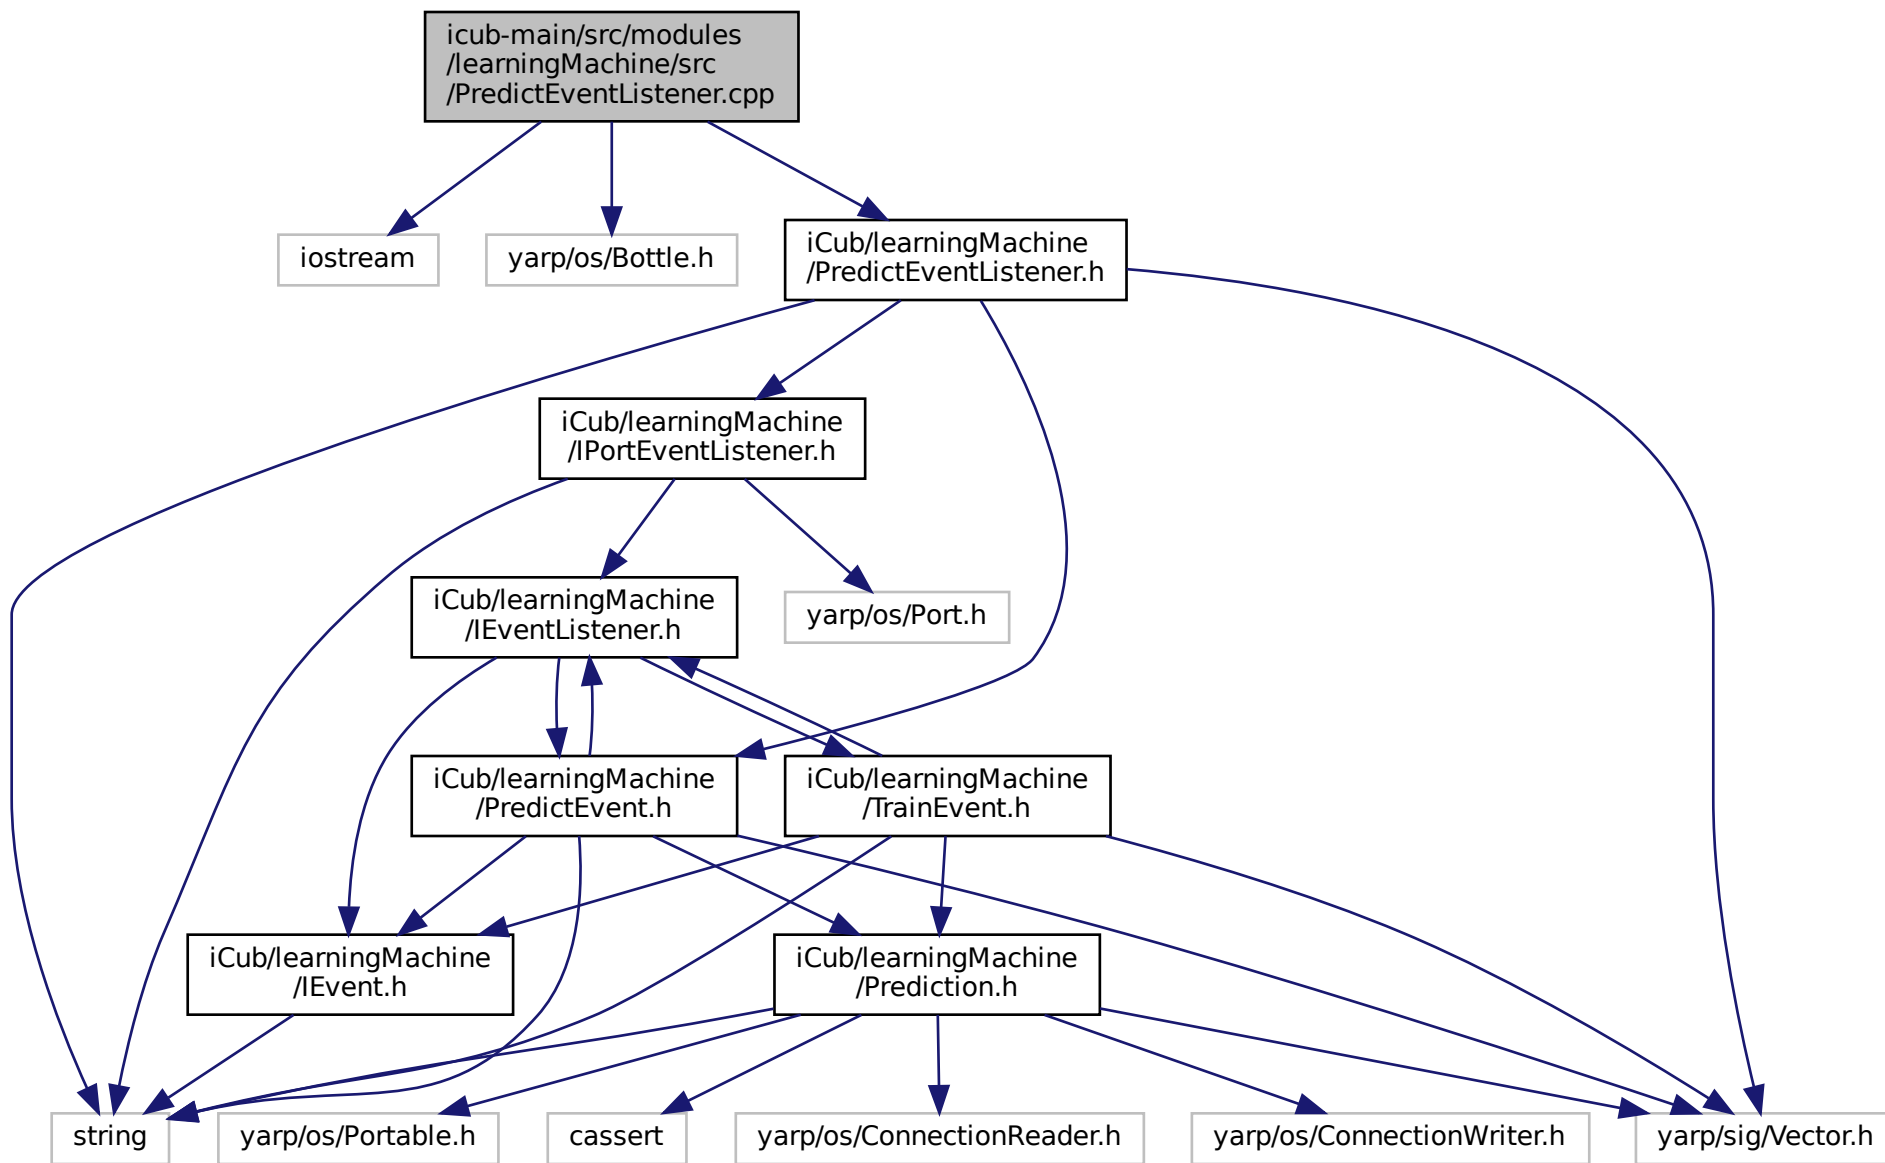 icub-main/src/modules
/learningMachine/src
/PredictEventListener.cpp
iostream
yarp/os/Bottle.h
iCub/learningMachine
/PredictEventListener.h
iCub/learningMachine
/IPortEventListener.h
iCub/learningMachine
/IEventListener.h
yarp/os/Port.h
iCub/learningMachine
/PredictEvent.h
iCub/learningMachine
/TrainEvent.h
iCub/learningMachine
/IEvent.h
iCub/learningMachine
/Prediction.h
string
yarp/os/Portable.h
cassert
yarp/os/ConnectionReader.h
yarp/os/ConnectionWriter.h
yarp/sig/Vector.h